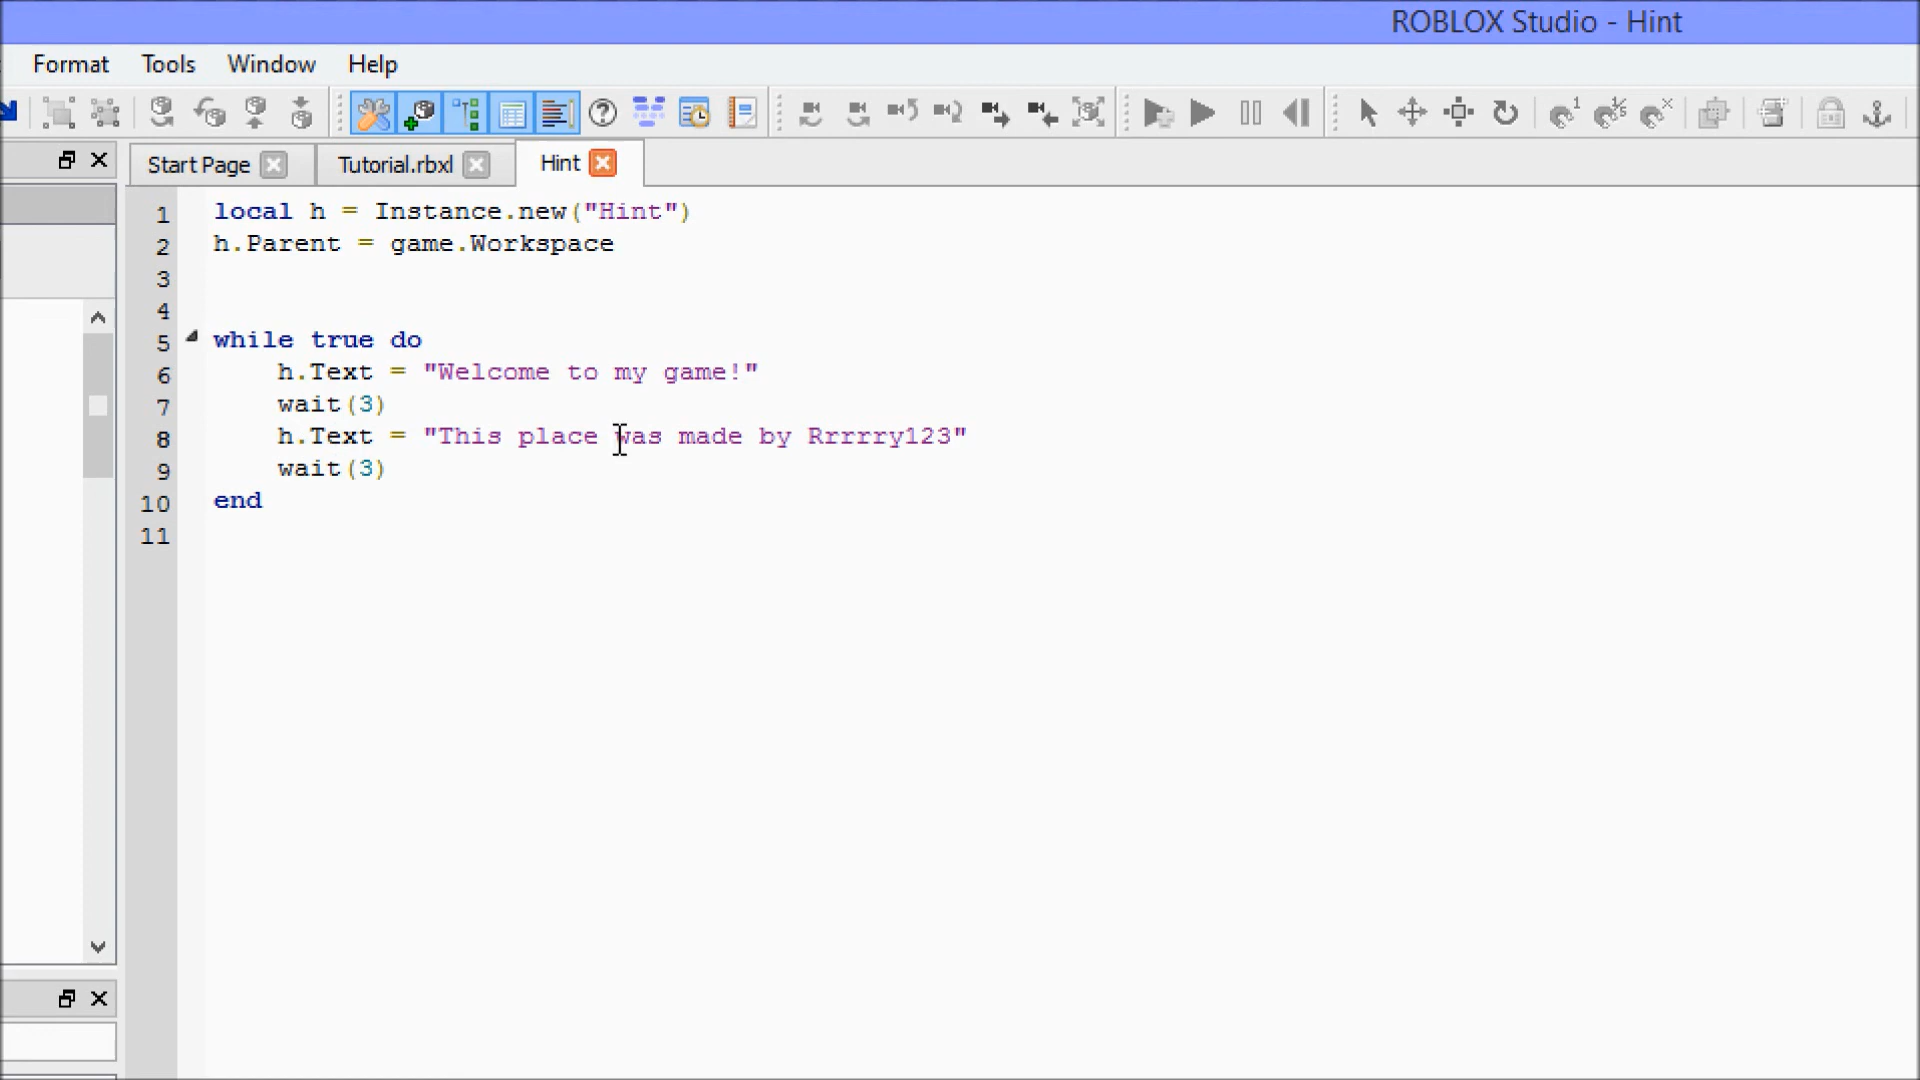 ROBLOX Studio - Hint
Format Tools Window Help
Start Page Tutorial.rbxl Hint
1 local h = Instance.new("Hint")
2 h.Parent = game.Workspace
3
4
5 while true do
6 h.Text = "Welcome to my game!"
7 wait(3)
8 h.Text = "This place was made by Rrrrry123"
9 wait(3)
10 end
11